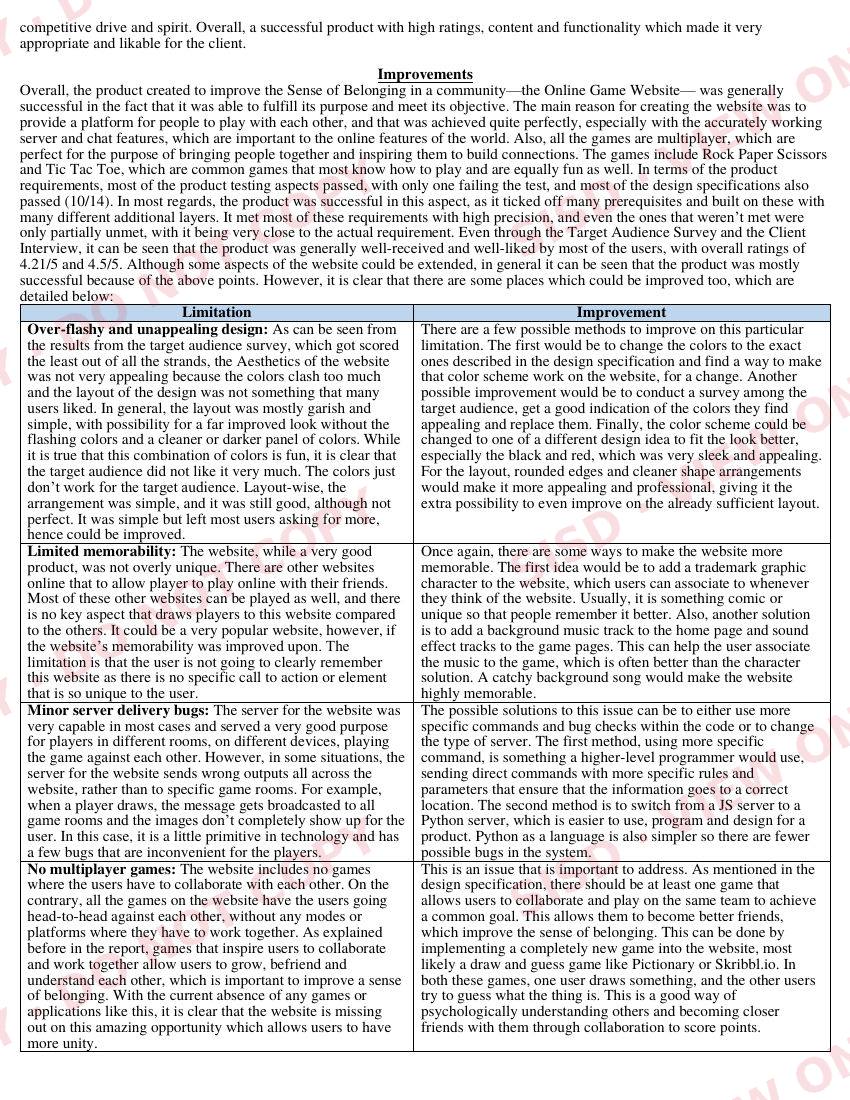 competitive drive and spirit. Overall, a successful product with high ratings, content and functionality which made it very
appropriate and likable for the client.
Improvements
Overall, the product created to improve the Sense of Belonging in a community—the Online Game Website— was generally
successful in the fact that it was able to fulfill its purpose and meet its objective. The main reason for creating the website was to
provide a platform for people to play with each other, and that was achieved quite perfectly, especially with the accurately working
server and chat features, which are important to the online features of the world. Also, all the games are multiplayer, which are
perfect for the purpose of bringing people together and inspiring them to build connections. The games include Rock Paper Scissors
and Tic Tac Toe, which are common games that most know how to play and are equally fun as well. In terms of the product
requirements, most of the product testing aspects passed, with only one failing the test, and most of the design specifications also
passed (10/14). In most regards, the product was successful in this aspect, as it ticked off many prerequisites and built on these with
many different additional layers. It met most of these requirements with high precision, and even the ones that weren’t met were
only partially unmet, with it being very close to the actual requirement. Even through the Target Audience Survey and the Client
Interview, it can be seen that the product was generally well-received and well-liked by most of the users, with overall ratings of
4.21/5 and 4.5/5. Although some aspects of the website could be extended, in general it can be seen that the product was mostly
successful because of the above points. However, it is clear that there are some places which could be improved too, which are
detailed below:
Limitation
Improvement
Over-flashy and unappealing design: As can be seen from
the results from the target audience survey, which got scored
the least out of all the strands, the Aesthetics of the website
was not very appealing because the colors clash too much
and the layout of the design was not something that many
users liked. In general, the layout was mostly garish and
simple, with possibility for a far improved look without the
flashing colors and a cleaner or darker panel of colors. While
it is true that this combination of colors is fun, it is clear that
the target audience did not like it very much. The colors just
don’t work for the target audience. Layout-wise, the
arrangement was simple, and it was still good, although not
perfect. It was simple but left most users asking for more,
hence could be improved.
There are a few possible methods to improve on this particular
limitation. The first would be to change the colors to the exact
ones described in the design specification and find a way to make
that color scheme work on the website, for a change. Another
possible improvement would be to conduct a survey among the
target audience, get a good indication of the colors they find
appealing and replace them. Finally, the color scheme could be
changed to one of a different design idea to fit the look better,
especially the black and red, which was very sleek and appealing.
For the layout, rounded edges and cleaner shape arrangements
would make it more appealing and professional, giving it the
extra possibility to even improve on the already sufficient layout.
Limited memorability: The website, while a very good
product, was not overly unique. There are other websites
online that to allow player to play online with their friends.
Most of these other websites can be played as well, and there
is no key aspect that draws players to this website compared
to the others. It could be a very popular website, however, if
the website’s memorability was improved upon. The
limitation is that the user is not going to clearly remember
this website as there is no specific call to action or element
that is so unique to the user.
Once again, there are some ways to make the website more
memorable. The first idea would be to add a trademark graphic
character to the website, which users can associate to whenever
they think of the website. Usually, it is something comic or
unique so that people remember it better. Also, another solution
is to add a background music track to the home page and sound
effect tracks to the game pages. This can help the user associate
the music to the game, which is often better than the character
solution. A catchy background song would make the website
highly memorable.
Minor server delivery bugs: The server for the website was
very capable in most cases and served a very good purpose
for players in different rooms, on different devices, playing
the game against each other. However, in some situations, the
server for the website sends wrong outputs all across the
website, rather than to specific game rooms. For example,
when a player draws, the message gets broadcasted to all
game rooms and the images don’t completely show up for the
user. In this case, it is a little primitive in technology and has
a few bugs that are inconvenient for the players.
The possible solutions to this issue can be to either use more
specific commands and bug checks within the code or to change
the type of server. The first method, using more specific
command, is something a higher-level programmer would use,
sending direct commands with more specific rules and
parameters that ensure that the information goes to a correct
location. The second method is to switch from a JS server to a
Python server, which is easier to use, program and design for a
product. Python as a language is also simpler so there are fewer
possible bugs in the system.
No multiplayer games: The website includes no games
where the users have to collaborate with each other. On the
contrary, all the games on the website have the users going
head-to-head against each other, without any modes or
platforms where they have to work together. As explained
before in the report, games that inspire users to collaborate
and work together allow users to grow, befriend and
understand each other, which is important to improve a sense
of belonging. With the current absence of any games or
applications like this, it is clear that the website is missing
out on this amazing opportunity which allows users to have
more unity.
This is an issue that is important to address. As mentioned in the
design specification, there should be at least one game that
allows users to collaborate and play on the same team to achieve
a common goal. This allows them to become better friends,
which improve the sense of belonging. This can be done by
implementing a completely new game into the website, most
likely a draw and guess game like Pictionary or Skribbl.io. In
both these games, one user draws something, and the other users
try to guess what the thing is. This is a good way of
psychologically understanding others and becoming closer
friends with them through collaboration to score points.